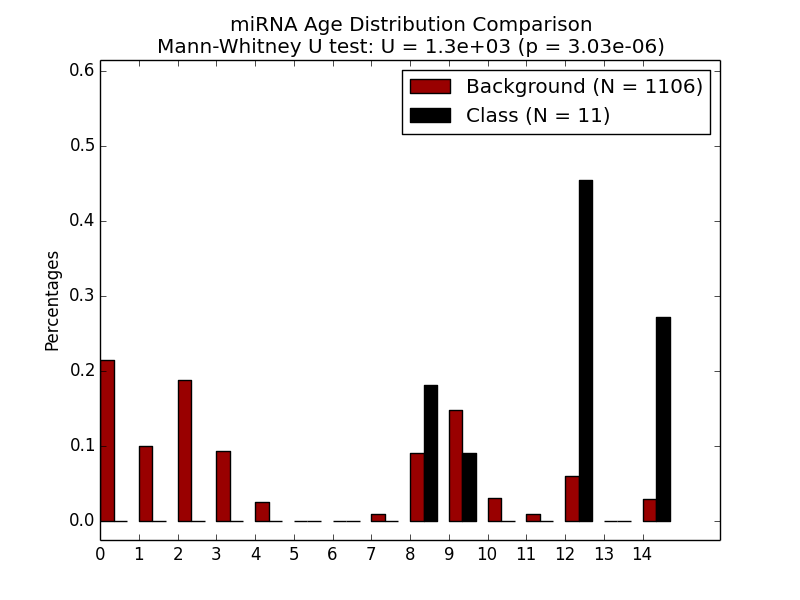 miRNA Age Distribution Comparison
Mann-Whitney U test: U = 1.3e+03 (p = 3.03e-06)
Background (N = 1106)
Class (N = 11)
Percentages
0.6
0.5
0.4
0.3
0.2
0.1
0.0
0 1 2 3 4 5 6 7 8 9 10 11 12 13 14